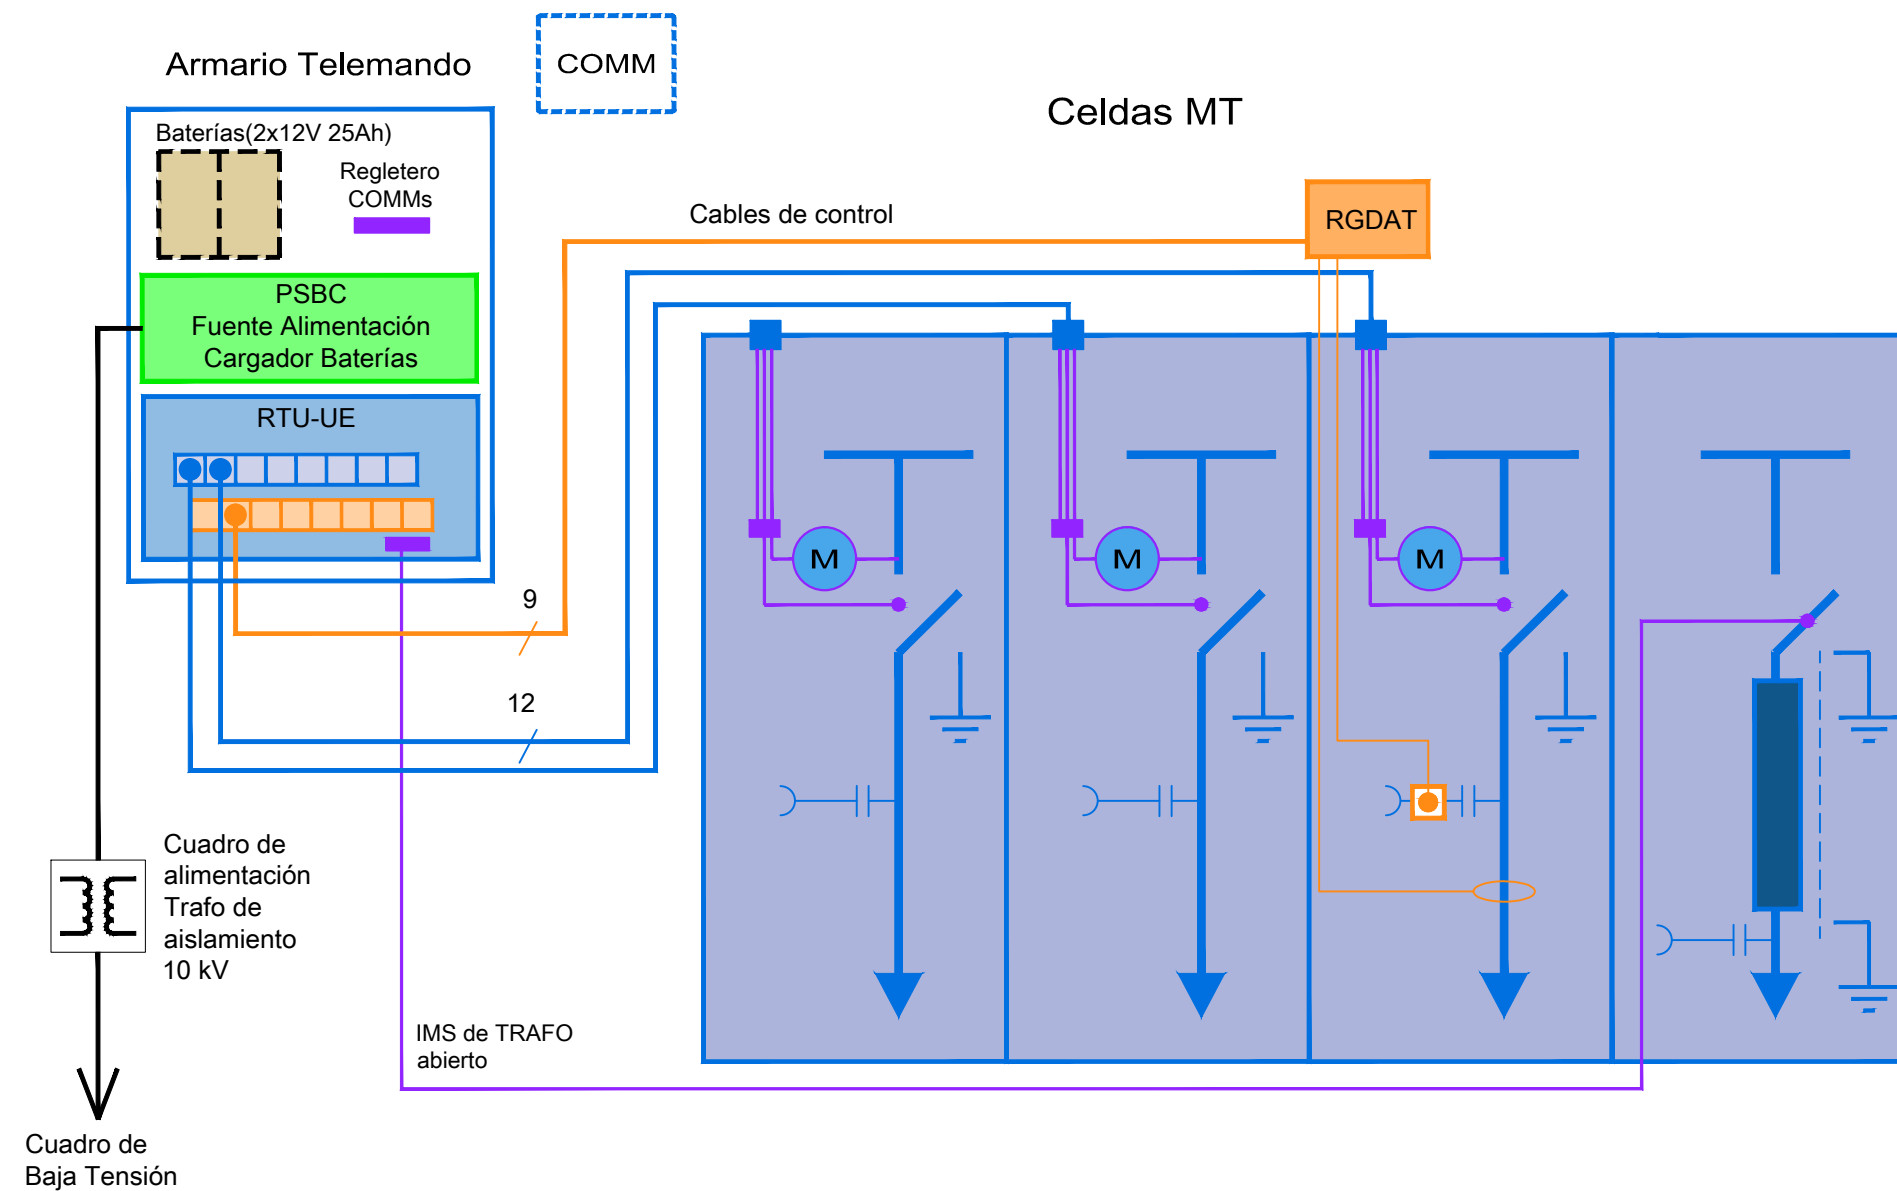 Armario Telemando
COMM
Celdas MT
Baterías(2x12V 25Ah)
Regletero
COMMs
Cables de control
RGDAT
PSBC
Fuente Alimentación
Cargador Baterías
RTU-UE
M
M
M
9
12
Cuadro de
alimentación
Trafo de
aislamiento
10 kV
IMS de TRAFO
abierto
Cuadro de
Baja Tensión